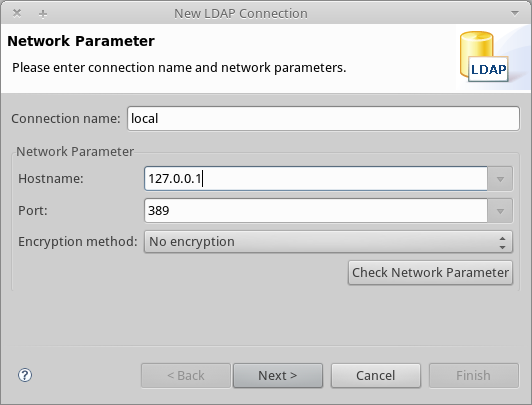 New LDAP Connection
Network Parameter
Please enter connection name and network parameters.
LDAP
Connection name: local
Network Parameter
Hostname: 127.0.0.1
Port: 389
Encryption method: No encryption
Check Network Parameter
? < Back Next > Cancel Finish